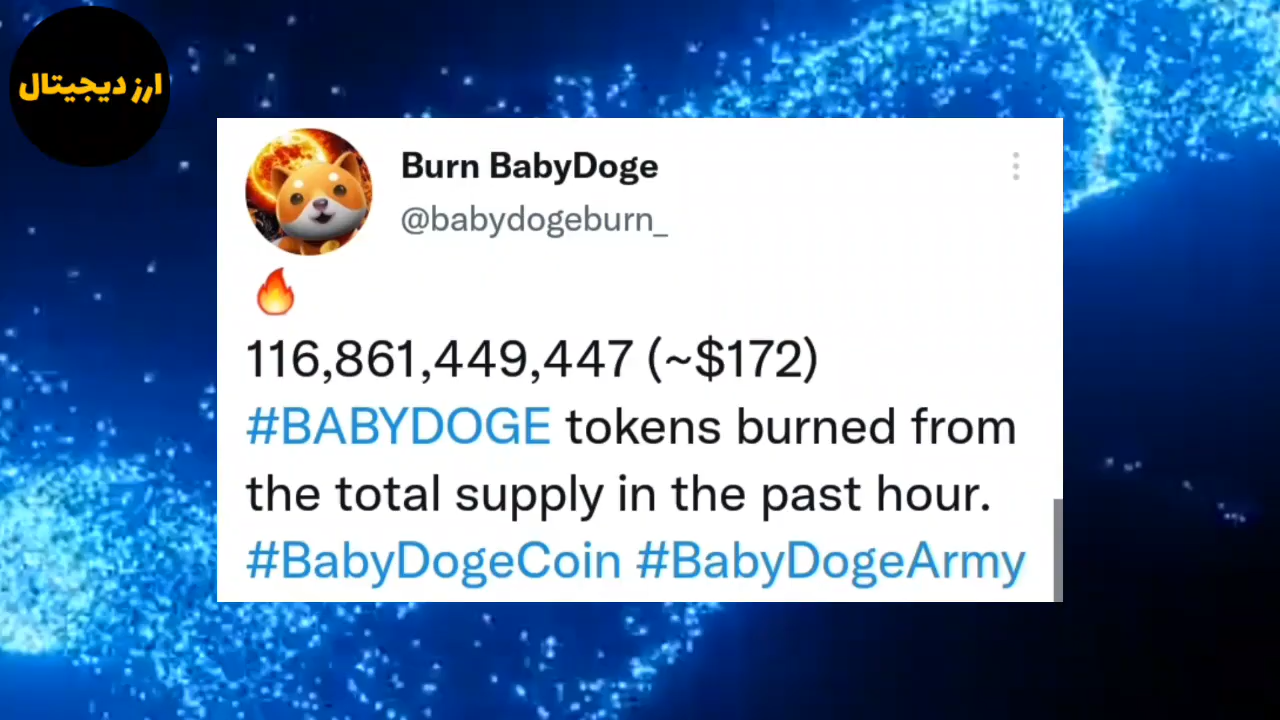 ارز دیجیتال
Burn BabyDoge
@babydogeburn_
🔥
116,861,449,447 (~$172)
#BABYDOGE tokens burned from
the total supply in the past hour.
#BabyDogeCoin #BabyDogeArmy